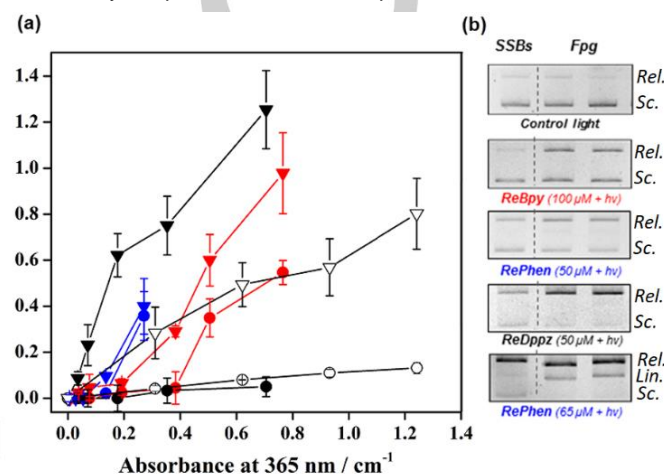 (a)
(b)
SSBs Fpg
Rel.
Sc.
Control light
Rel.
Sc.
ReBpy (100 µM + hv)
Rel.
Sc.
RePhen (50 µM + hv)
Rel.
Sc.
ReDppz (50 µM + hv)
Rel.
Lin.
Sc.
RePhen (65 µM + hv)
1.4
1.2
1.0
0.8
0.6
0.4
0.2
0.0
0.0 0.2 0.4 0.6 0.8 1.0 1.2 1.4
Absorbance at 365 nm / cm⁻¹